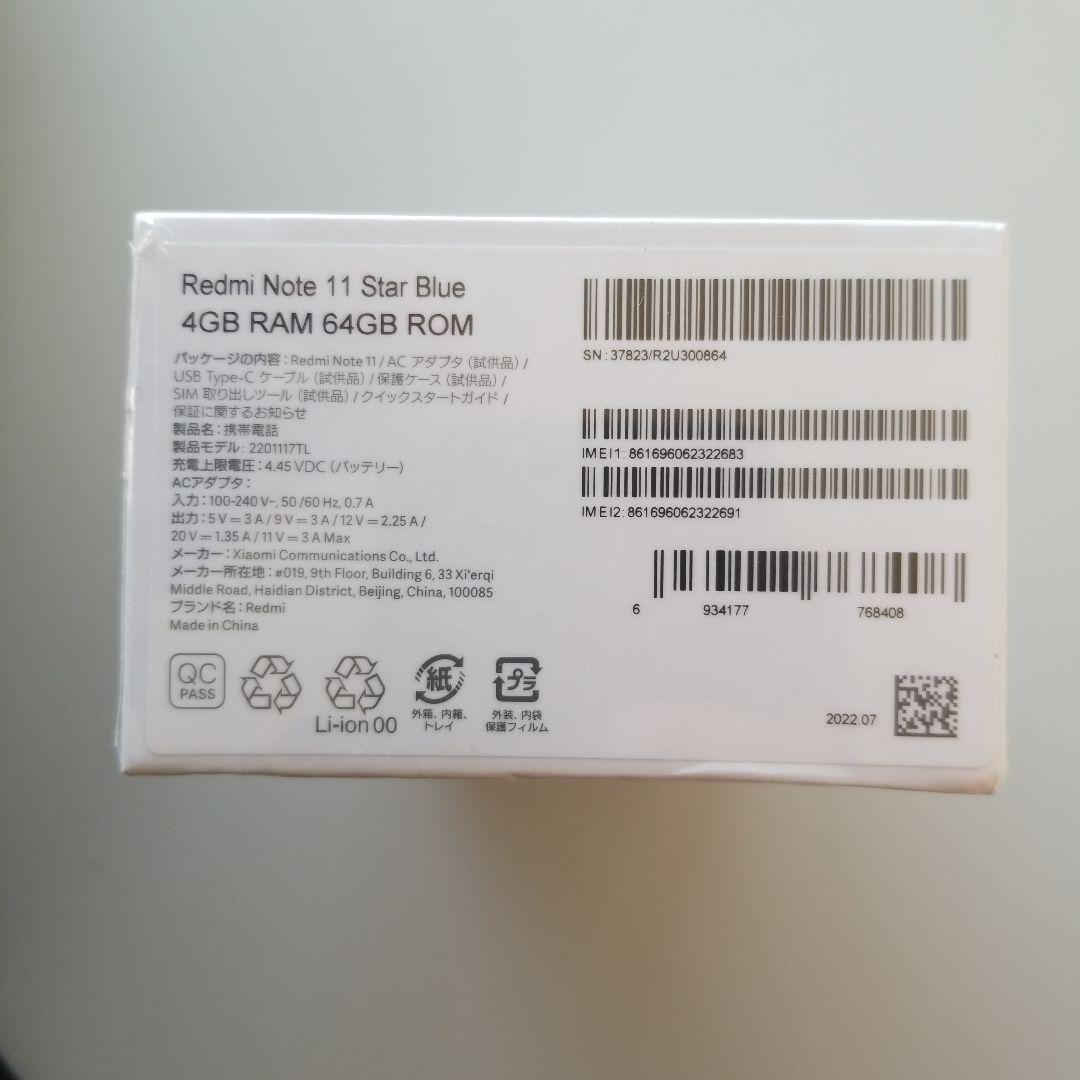 Redmi Note 11 Star Blue
4GB RAM 64GB ROM
パッケージの内容：Redmi Note 11 / AC アダプタ（試供品）/
USB Type-C ケーブル（試供品）/ 保護ケース（試供品）/
SIM 取り出しツール（試供品）/ クイックスタートガイド /
保証に関するお知らせ
製品名：携帯電話
製品モデル: 2201117TL
充電上限電圧：4.45 VDC（バッテリー）
ACアダプタ：
入力：100-240 V~, 50 /60 Hz, 0.7 A
出力：5 V⎓3 A / 9 V⎓3 A / 12 V⎓2.25 A /
20 V⎓1.35 A / 11 V⎓3 A Max
メーカー：Xiaomi Communications Co., Ltd.
メーカー所在地：#019, 9th Floor, Building 6, 33 Xi'erqi
Middle Road, Haidian District, Beijing, China, 100085
ブランド名：Redmi
Made in China
QC
PASS
Li-ion 00
紙
外箱、内箱、
トレイ
プラ
外装、内袋
保護フィルム
SN : 37823/R2U300864
IMEI1: 861696062322683
IMEI2: 861696062322691
6 934177 768408
2022.07